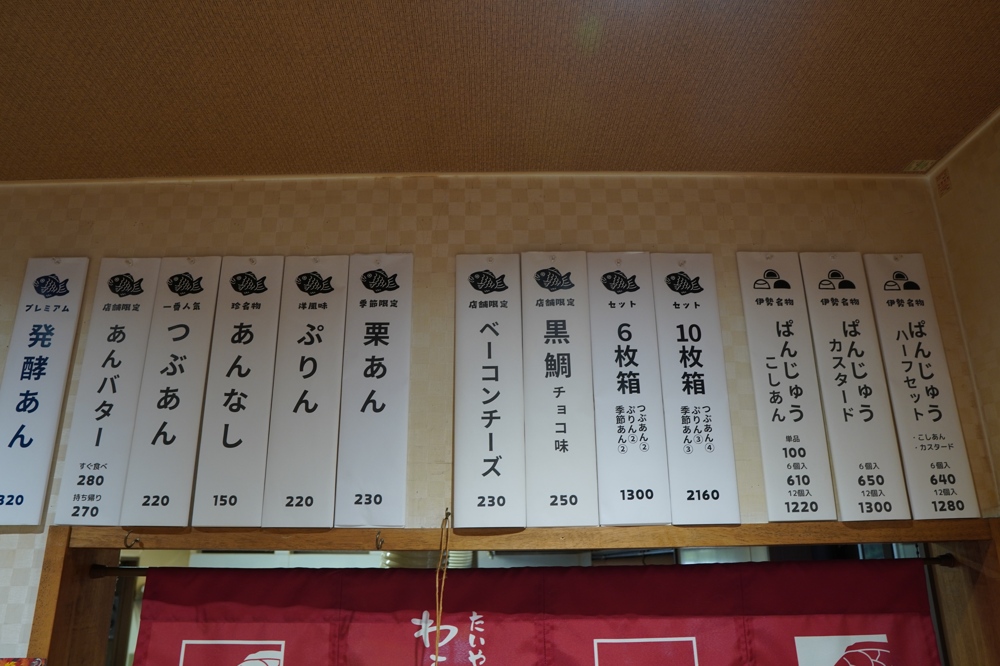 プレミアム
発酵あん
320
店舗限定
あんバター
すぐ食べ
280
持ち帰り
270
一番人気
つぶあん
220
珍名物
あんなし
150
洋風味
ぷりん
220
季節限定
栗あん
230
店舗限定
ベーコンチーズ
230
店舗限定
黒鯛チョコ味
250
セット
6枚箱
つぶあん②
ぷりん②
季節あん②
1300
セット
10枚箱
つぶあん④
ぷりん③
季節あん③
2160
伊勢名物
ぱんじゅう
こしあん
単品
100
6個入
610
12個入
1220
伊勢名物
ぱんじゅう
カスタード
6個入
650
12個入
1300
伊勢名物
ぱんじゅう
ハーフセット
・こしあん
・カスタード
6個入
640
12個入
1280
たいや
わ